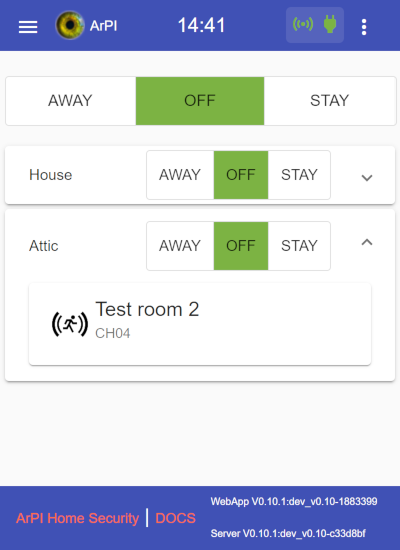 ArPI 14:41
AWAY OFF STAY
House AWAY OFF STAY
Attic AWAY OFF STAY
Test room 2
CH04
WebApp V0.10.1:dev_v0.10-1883399
ArPI Home Security | DOCS
Server V0.10.1:dev_v0.10-c33d8bf